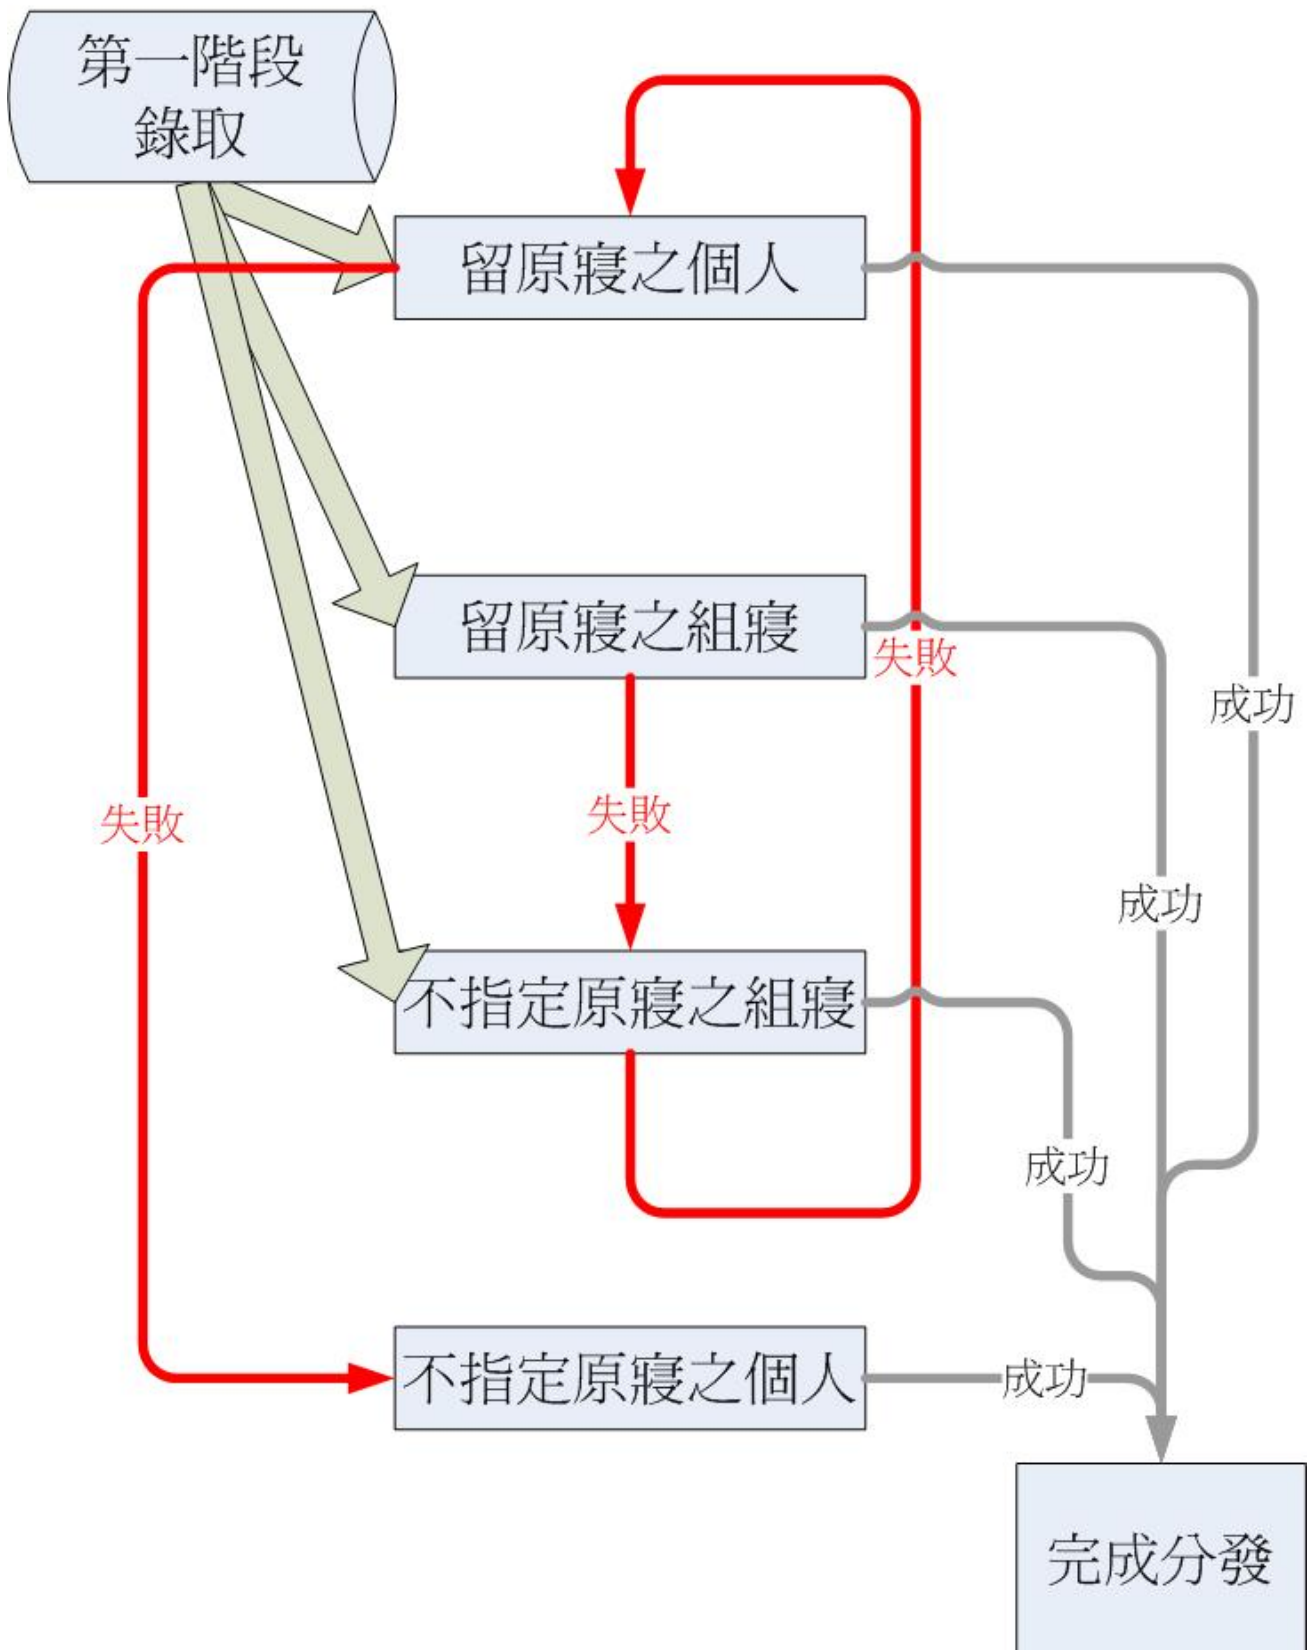 第一階段
錄取
留原寢之個人
留原寢之組寢
失敗
成功
失敗
失敗
成功
不指定原寢之組寢
成功
不指定原寢之個人
成功
完成分發